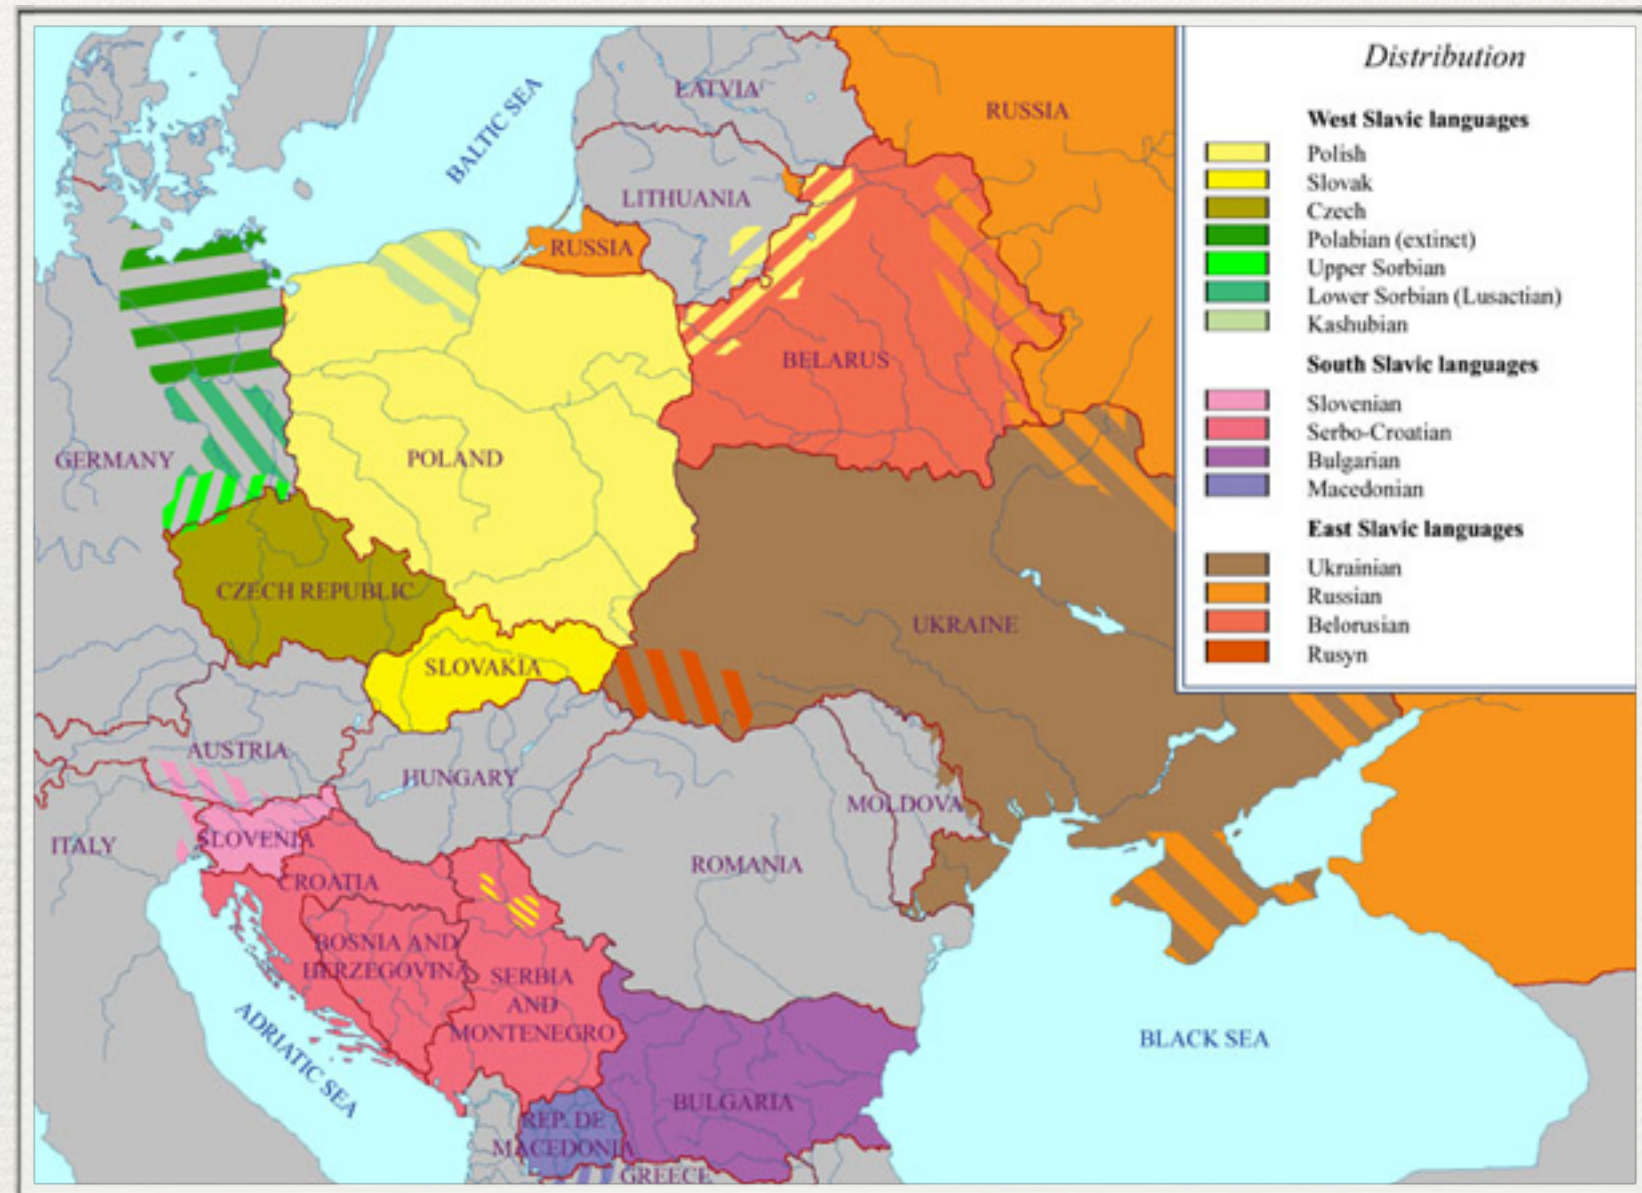 Distribution
West Slavic languages
Polish
Slovak
Czech
Polabian (extinct)
Upper Sorbian
Lower Sorbian (Lusactian)
Kashubian
South Slavic languages
Slovenian
Serbo-Croatian
Bulgarian
Macedonian
East Slavic languages
Ukrainian
Russian
Belorusian
Rusyn
LATVIA
RUSSIA
BALTIC SEA
LITHUANIA
RUSSIA
BELARUS
GERMANY
POLAND
CZECH REPUBLIC
UKRAINE
SLOVAKIA
AUSTRIA
HUNGARY
MOLDOVA
ITALY
SLOVENIA
ROMANIA
CROATIA
BOSNIA AND
HERZEGOVINA
SERBIA
AND
MONTENEGRO
ADRIATIC SEA
BLACK SEA
BULGARIA
REP. DE
MACEDONIA
GREECE